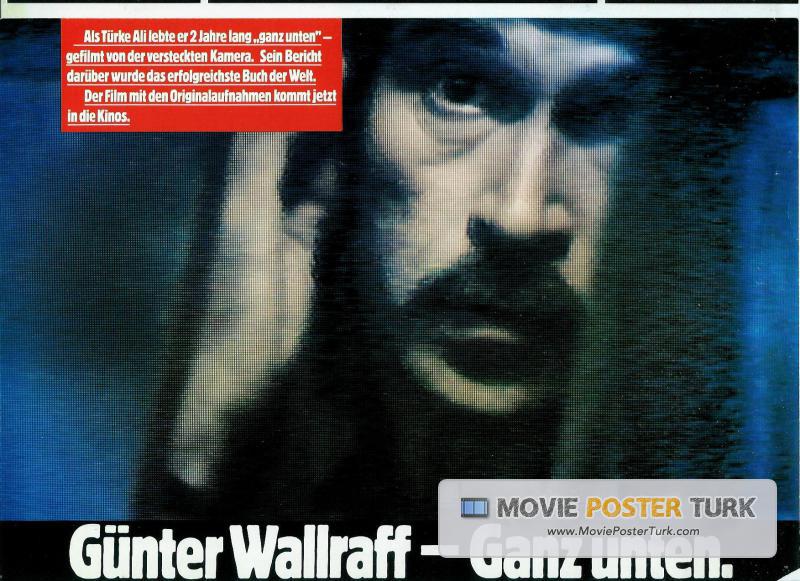 Als Türke Ali lebte er 2 Jahre lang „ganz unten” –
gefilmt von der versteckten Kamera. Sein Bericht
darüber wurde das erfolgreichste Buch der Welt.
Der Film mit den Originalaufnahmen kommt jetzt
in die Kinos.
MOVIE POSTER TURK
www.MoviePosterTurk.com
Günter Wallraff – Ganz unten.